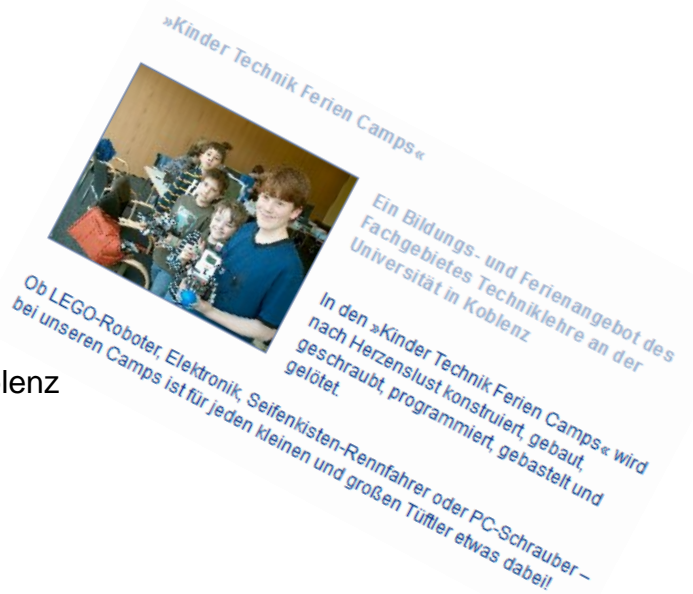 »Kinder Technik Ferien Camps«
Ein Bildungs- und Ferienangebot des
Fachgebietes Techniklehre an der
Universität in Koblenz
In den »Kinder Technik Ferien Camps« wird
nach Herzenslust konstruiert, gebaut,
geschraubt, programmiert, gebastelt und
gelötet.
Ob LEGO-Roboter, Elektronik, Seifenkisten-Rennfahrer oder PC-Schrauber –
bei unseren Camps ist für jeden kleinen und großen Tüftler etwas dabei!
lenz